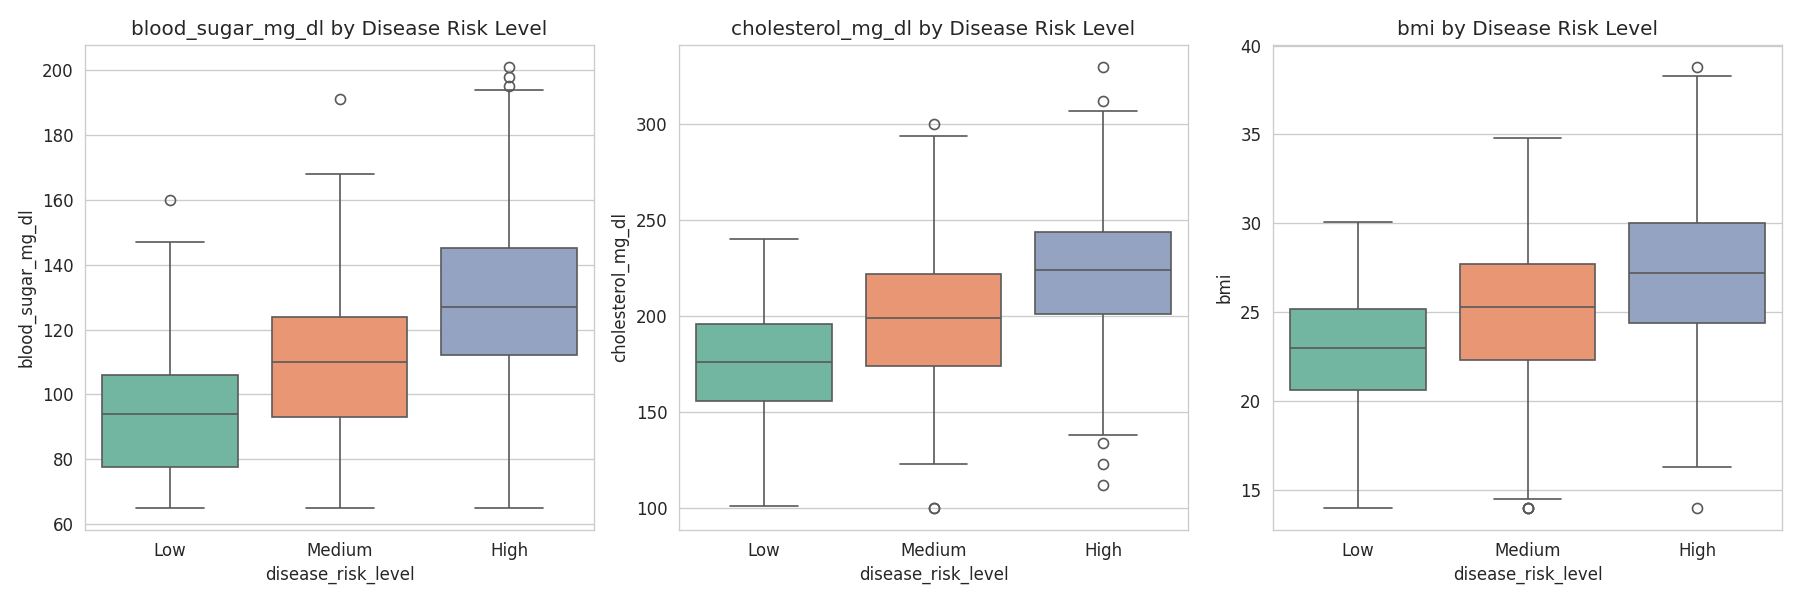 blood_sugar_mg_dl by Disease Risk Level
200
180
160
140
120
100
80
60
blood_sugar_mg_dl
Low Medium High
disease_risk_level
cholesterol_mg_dl by Disease Risk Level
300
250
200
150
100
cholesterol_mg_dl
Low Medium High
disease_risk_level
bmi by Disease Risk Level
40
35
30
25
20
15
bmi
Low Medium High
disease_risk_level